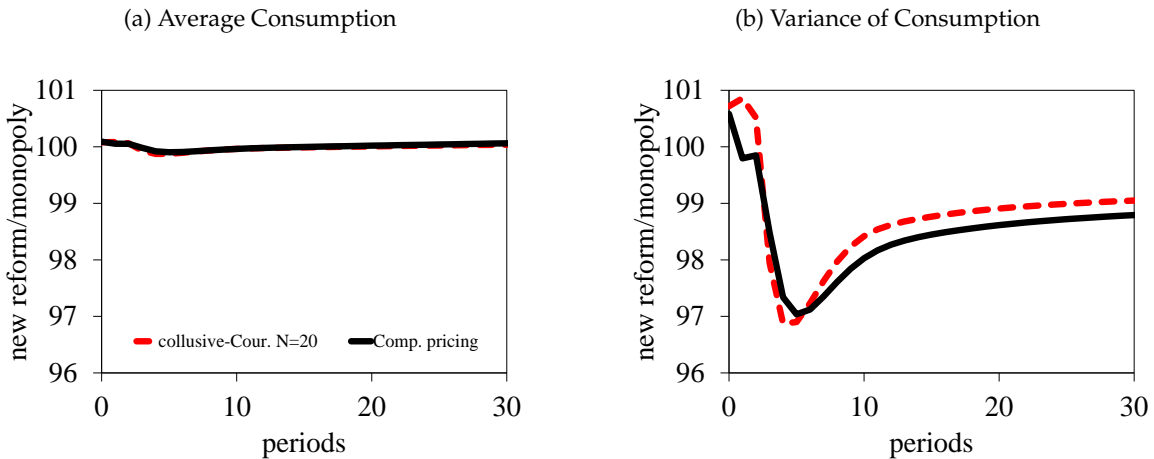 (a) Average Consumption
new reform/monopoly
101
100
99
98
97
96
collusive-Cour. N=20
Comp. pricing
0 10 20 30
periods
(b) Variance of Consumption
new reform/monopoly
101
100
99
98
97
96
0 10 20 30
periods